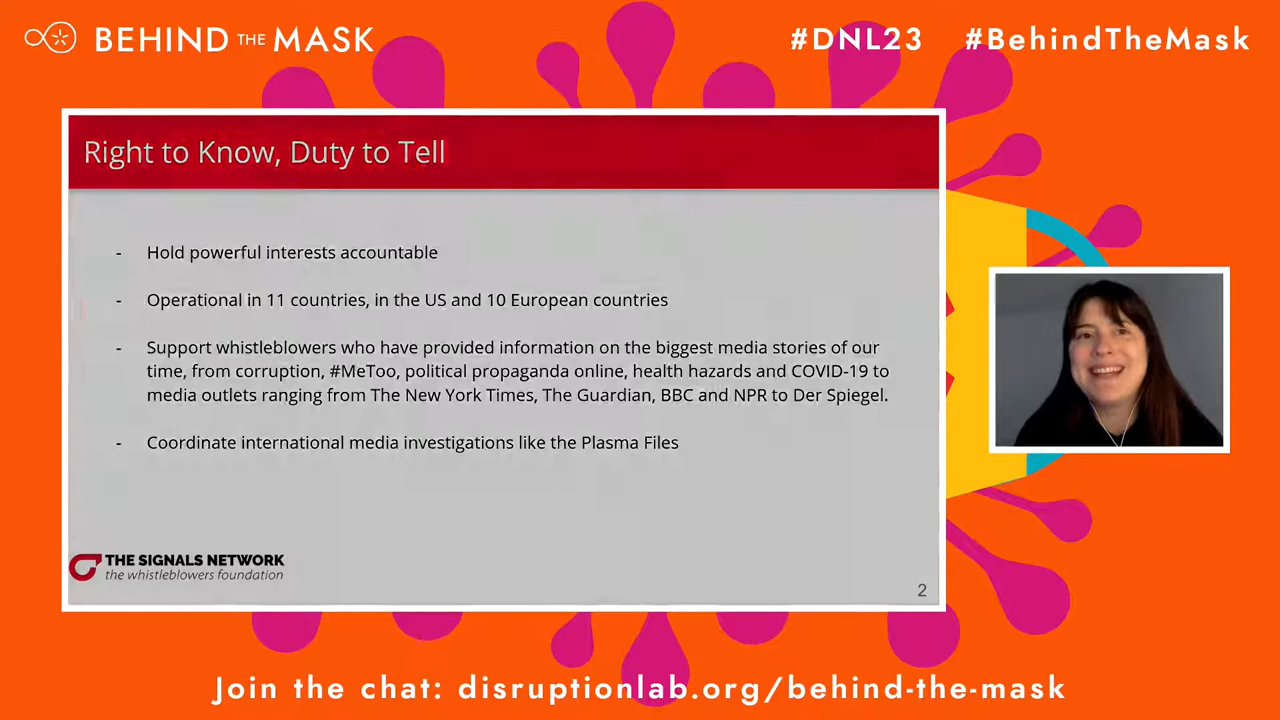 BEHIND THE MASK
#DNL23 #BehindTheMask
Right to Know, Duty to Tell
- Hold powerful interests accountable
- Operational in 11 countries, in the US and 10 European countries
- Support whistleblowers who have provided information on the biggest media stories of our
time, from corruption, #MeToo, political propaganda online, health hazards and COVID-19 to
media outlets ranging from The New York Times, The Guardian, BBC and NPR to Der Spiegel.
- Coordinate international media investigations like the Plasma Files
THE SIGNALS NETWORK
the whistleblowers foundation
2
Join the chat: disruptionlab.org/behind-the-mask